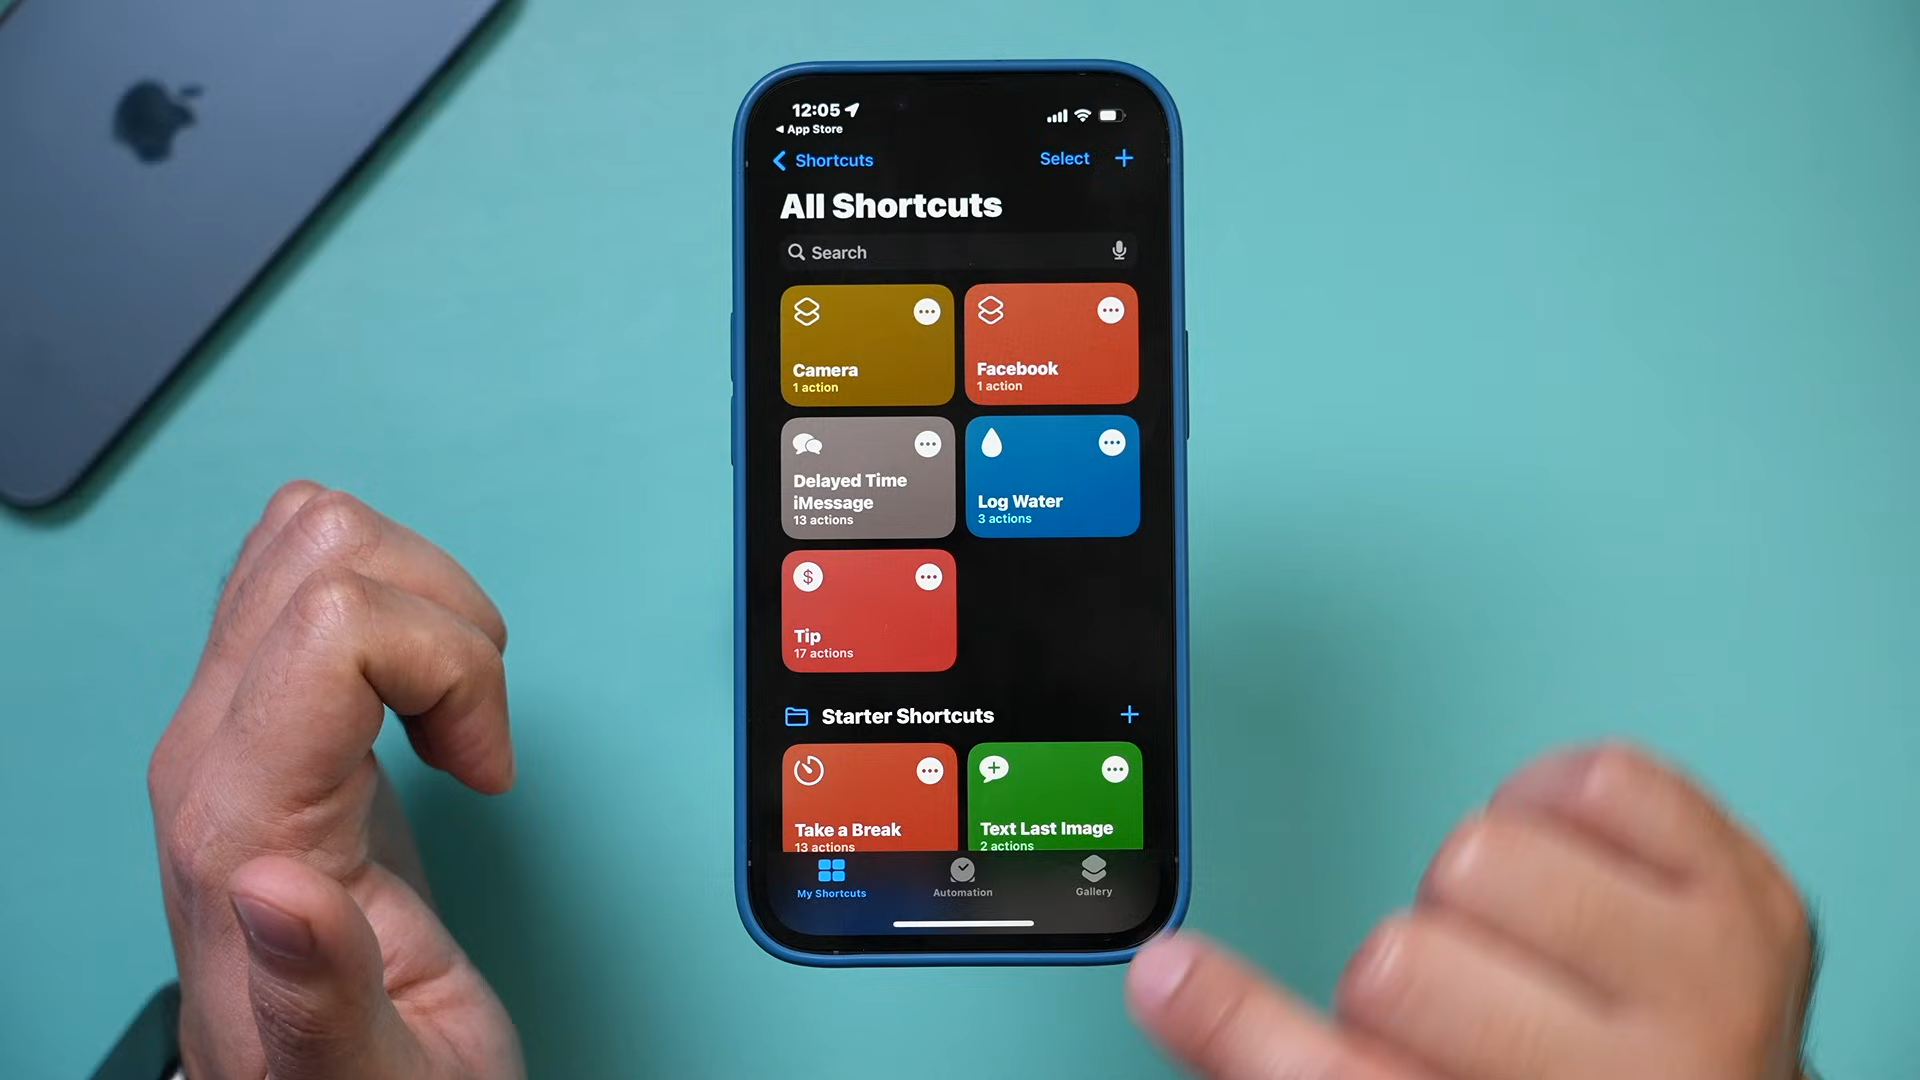 12:05
◀ App Store
Shortcuts
Select +
All Shortcuts
Search
Camera
1 action
Facebook
1 action
Delayed Time
iMessage
13 actions
Log Water
3 actions
$
Tip
17 actions
Starter Shortcuts +
Take a Break
13 actions
Text Last Image
2 actions
My Shortcuts
Automation
Gallery